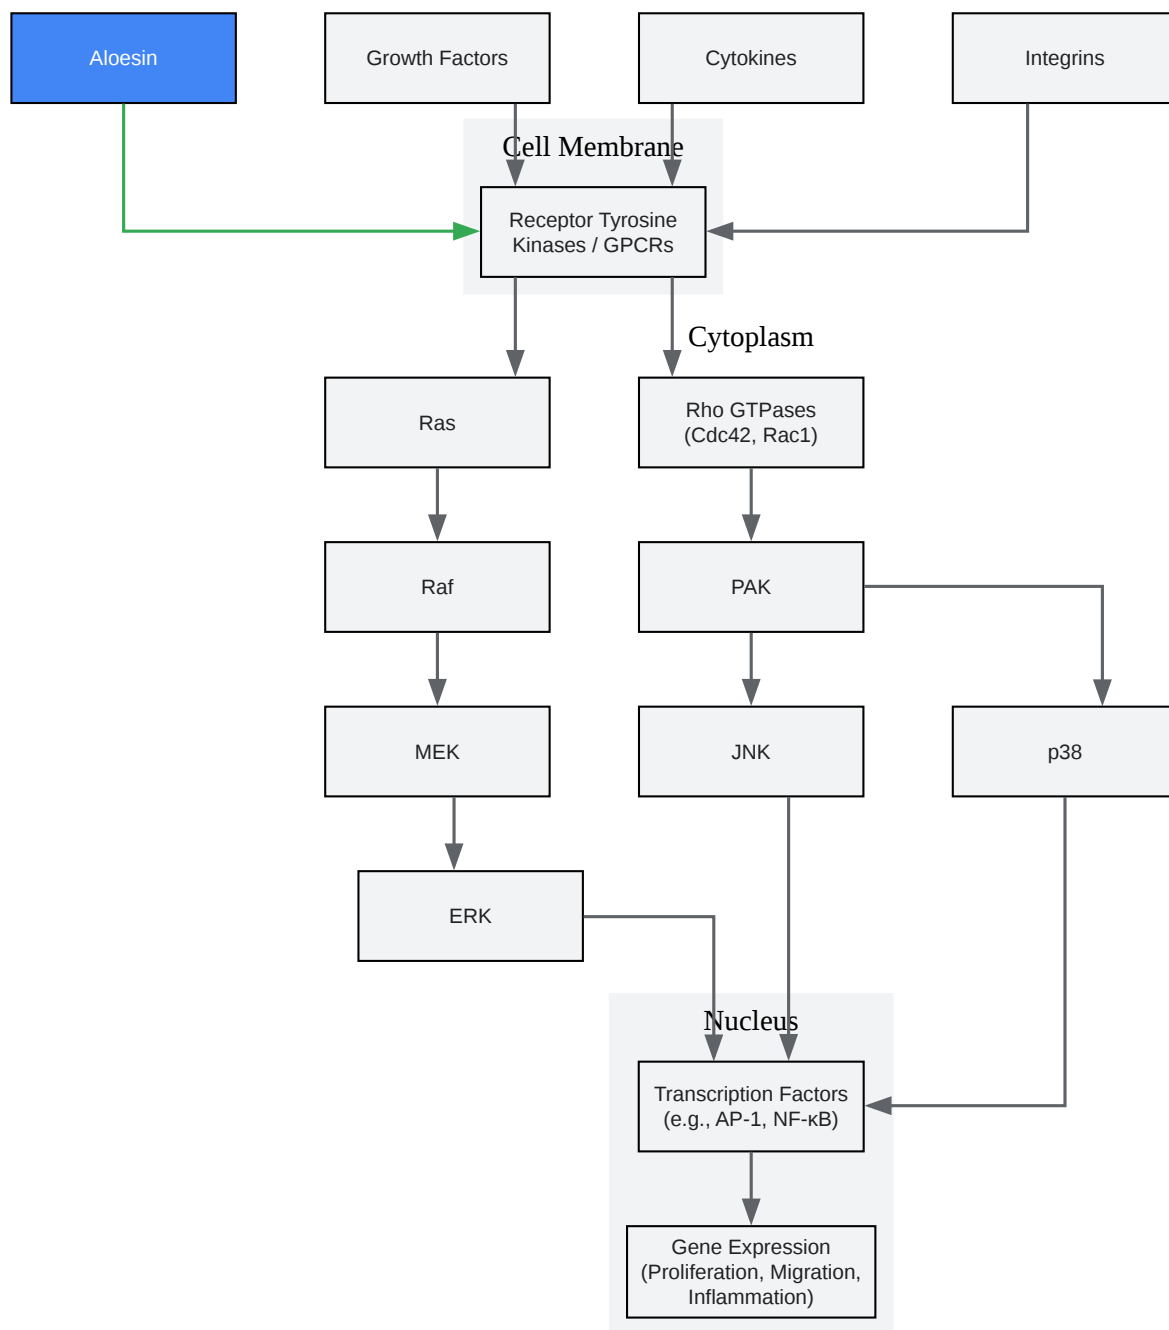 Aloesin
Growth Factors
Cytokines
Integrins
Cell Membrane
Receptor Tyrosine
Kinases / GPCRs
Cytoplasm
Ras
Rho GTPases
(Cdc42, Rac1)
Raf
PAK
MEK
JNK
p38
ERK
Nucleus
Transcription Factors
(e.g., AP-1, NF-κB)
Gene Expression
(Proliferation, Migration,
Inflammation)